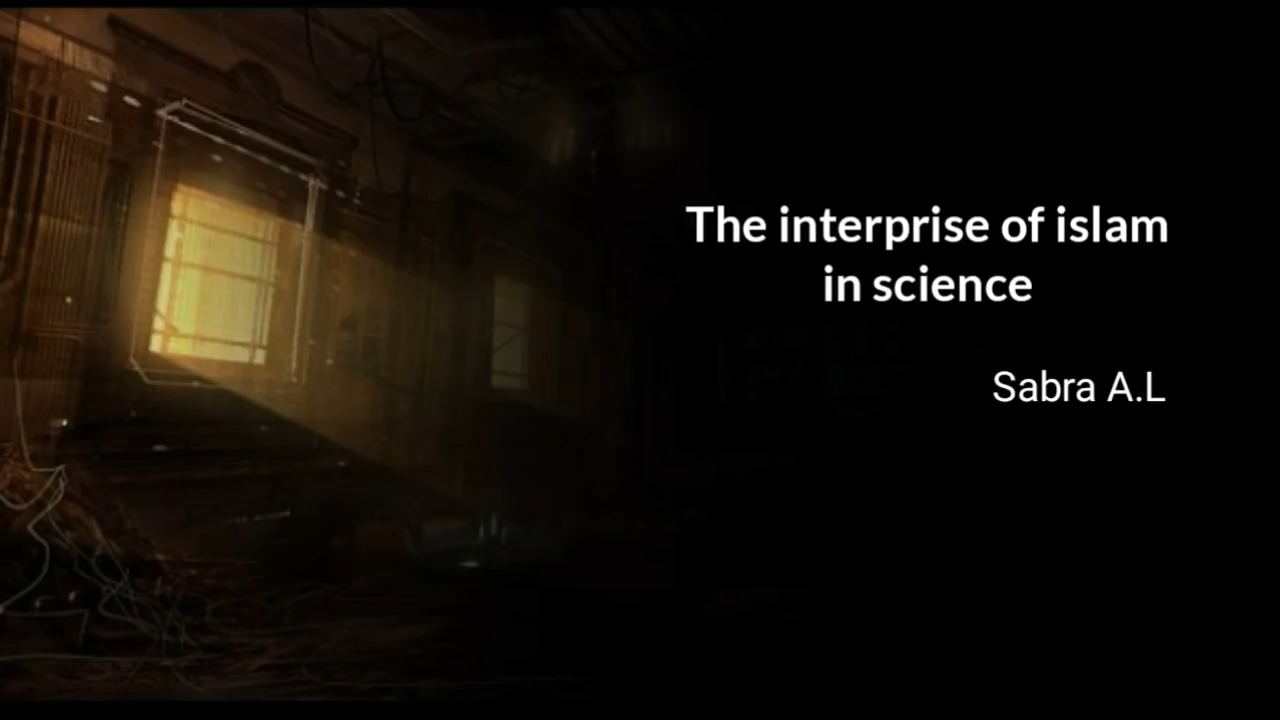 The interprise of islam
in science
Sabra A.L